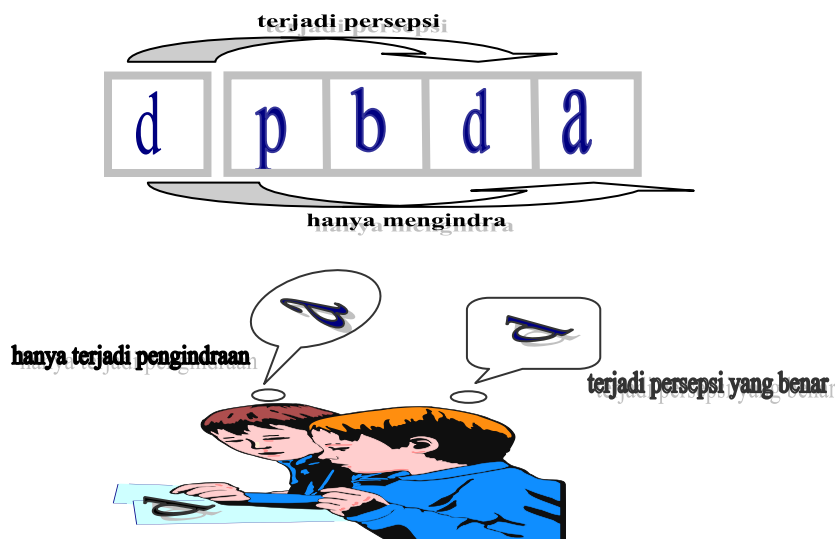 terjadi persepsi
d p b d a
hanya mengindra
a d
hanya terjadi pengindraan
terjadi persepsi yang benar
d